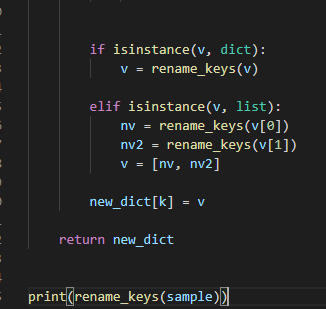 if isinstance(v, dict):
v = rename_keys(v)
elif isinstance(v, list):
nv = rename_keys(v[0])
nv2 = rename_keys(v[1])
v = [nv, nv2]
new_dict[k] = v
return new_dict
print(rename_keys(sample))